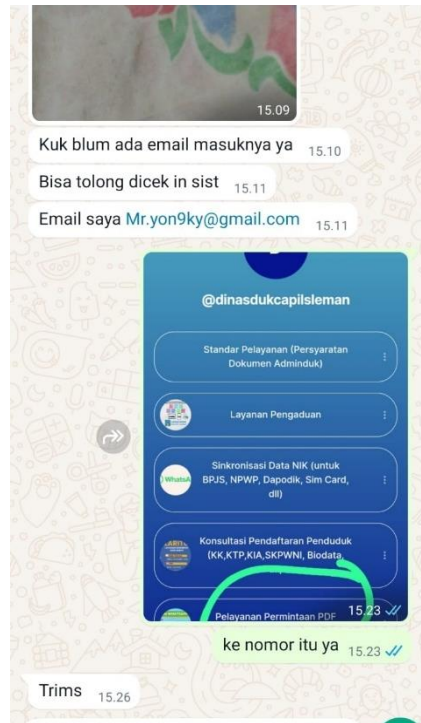 15.09
Kuk blum ada email masuknya ya 15.10
Bisa tolong dicek in sist 15.11
Email saya Mr.yon9ky@gmail.com 15.11
@dinasdukcapilsleman
Standar Pelayanan (Persyaratan
Dokumen Adminduk)
Layanan Pengaduan
Sinkronisasi Data NIK (untuk
BPJS, NPWP, Dapodik, Sim Card,
dll)
Konsultasi Pendaftaran Penduduk
(KK,KTP,KIA,SKPWNI, Biodata,
Pelayanan Permintaan PDF 15.23
ke nomor itu ya 15.23
Trims 15.26